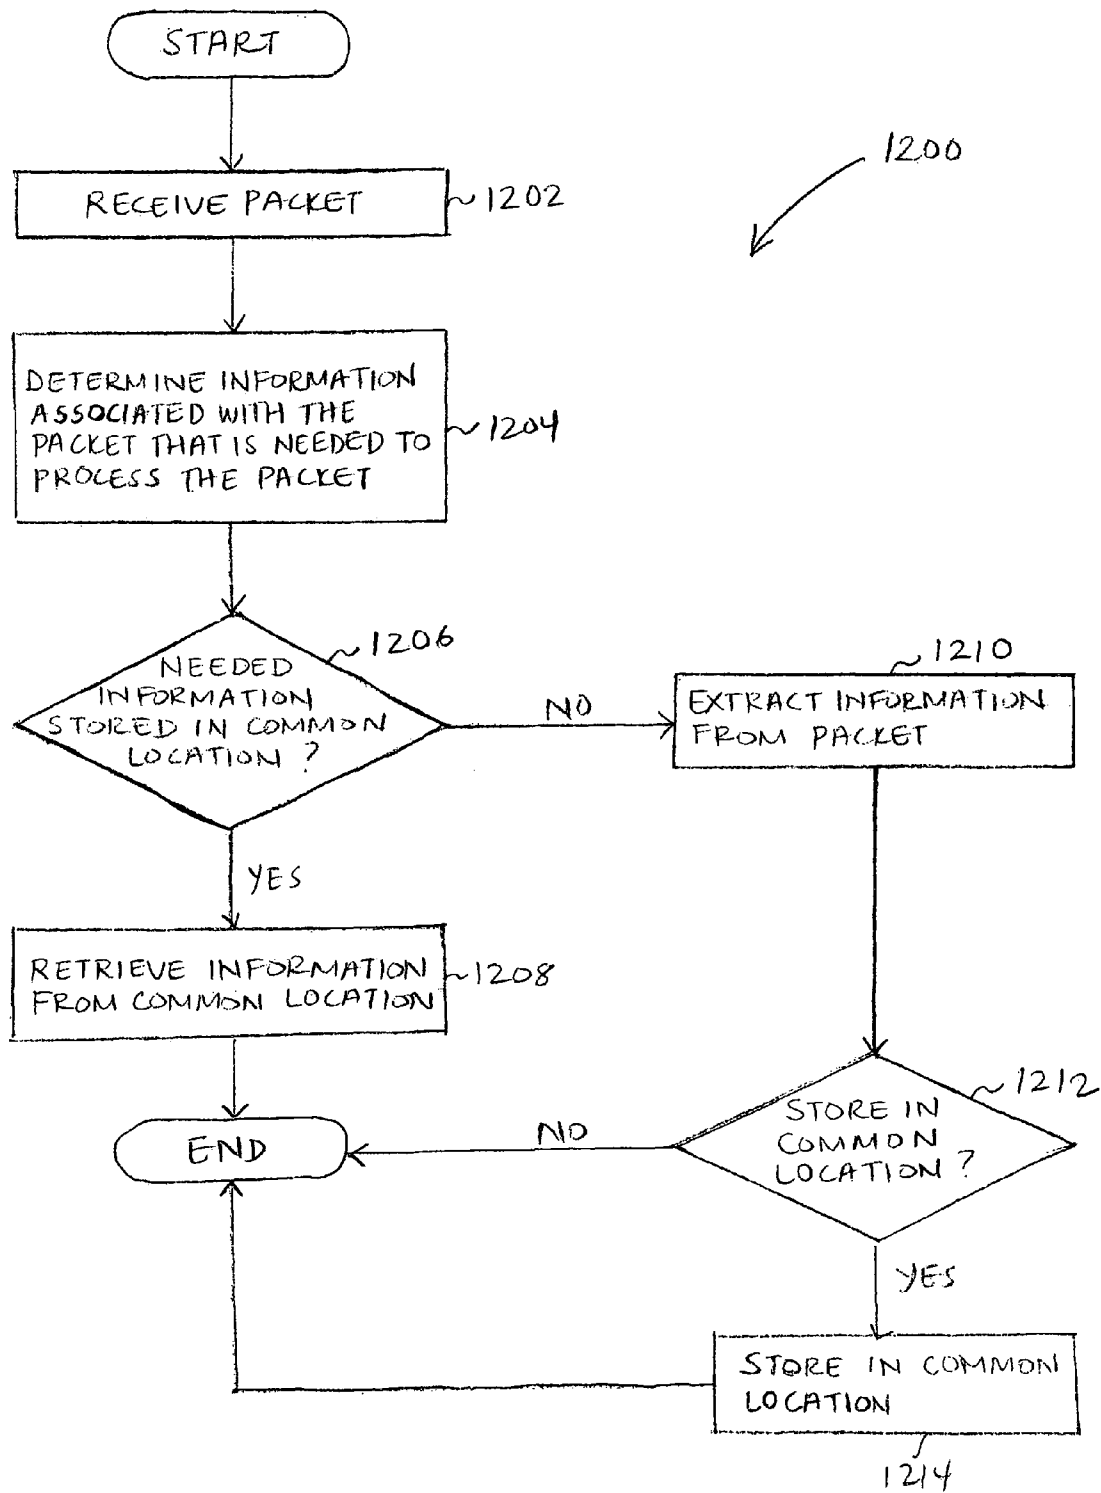 START
1200
RECEIVE PACKET
1202
DETERMINE INFORMATION
ASSOCIATED WITH THE
PACKET THAT IS NEEDED TO
PROCESS THE PACKET
1204
1206
NEEDED
INFORMATION
STORED IN COMMON
LOCATION ?
NO
1210
EXTRACT INFORMATION
FROM PACKET
YES
RETRIEVE INFORMATION
FROM COMMON LOCATION
1208
1212
STORE IN
COMMON
LOCATION ?
NO
END
YES
STORE IN COMMON
LOCATION
1214